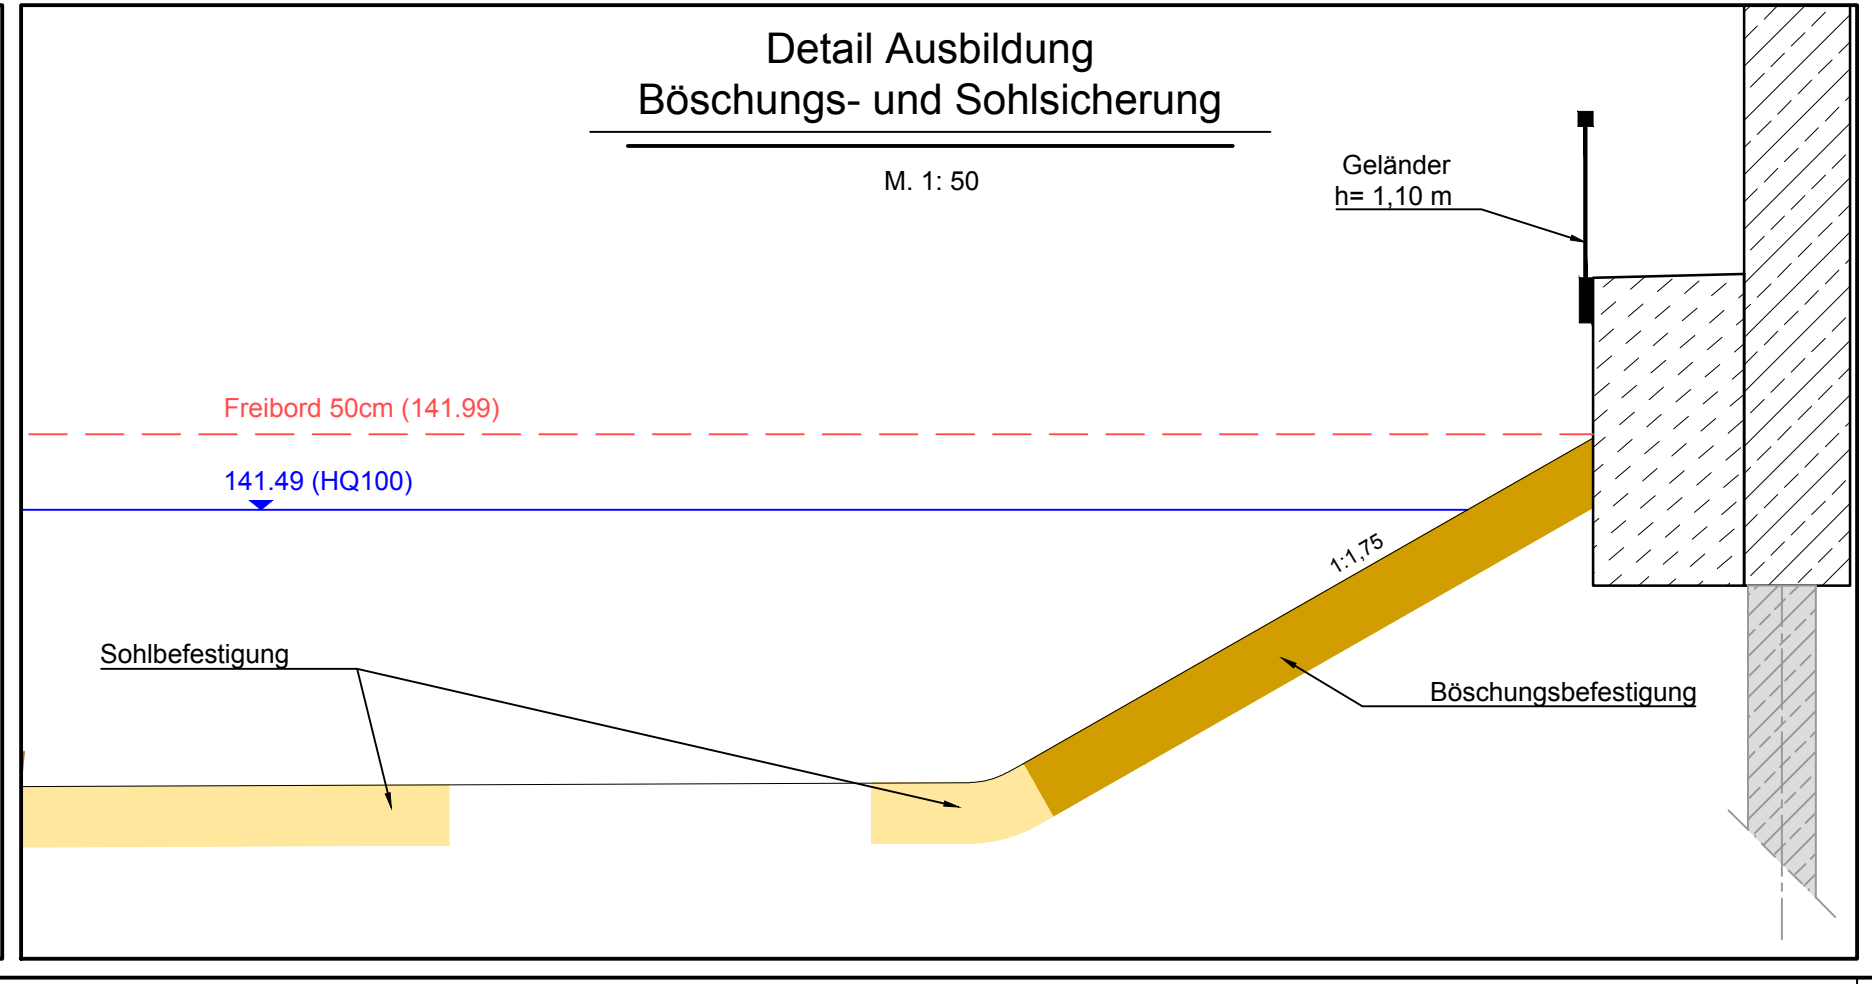 Detail Ausbildung
Böschungs- und Sohlsicherung
M. 1: 50
Geländer
h= 1,10 m
Freibord 50cm (141.99)
141.49 (HQ100)
1:1,75
Sohlbefestigung
Böschungsbefestigung